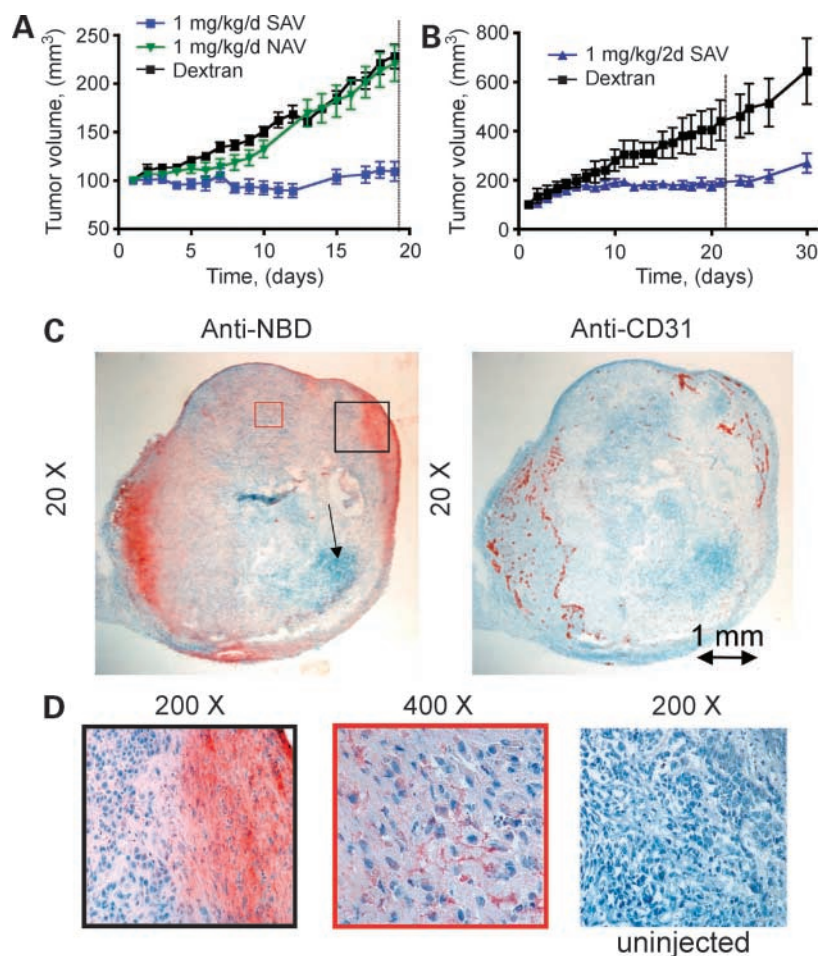 A
1 mg/kg/d SAV
1 mg/kg/d NAV
Dextran
Tumor volume, (mm3)
250
200
150
100
50
0 5 10 15 20
Time, (days)
B
1 mg/kg/2d SAV
Dextran
Tumor volume, (mm3)
800
600
400
200
0
0 10 20 30
Time, (days)
C
Anti-NBD
Anti-CD31
20 X
20 X
1 mm
D
200 X
400 X
200 X
uninjected